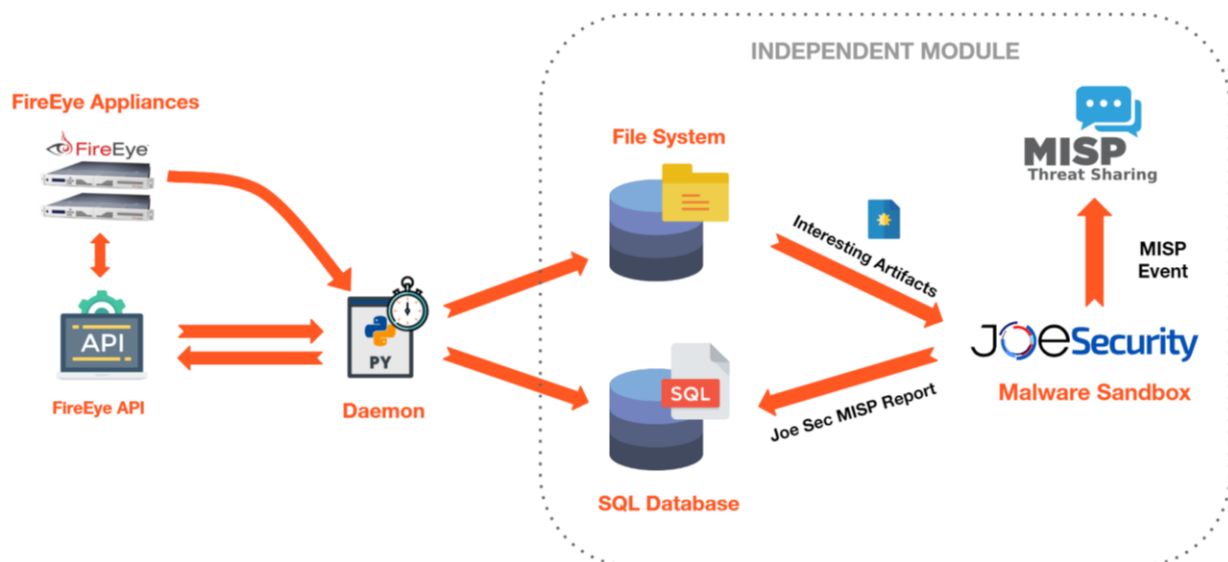 INDEPENDENT MODULE
FireEye Appliances
FireEye
File System
MISP
Threat Sharing
Interesting Artifacts
MISP
Event
API
PY
SQL
JOeSecurity
Malware Sandbox
FireEye API
Daemon
Joe Sec MISP Report
SQL Database